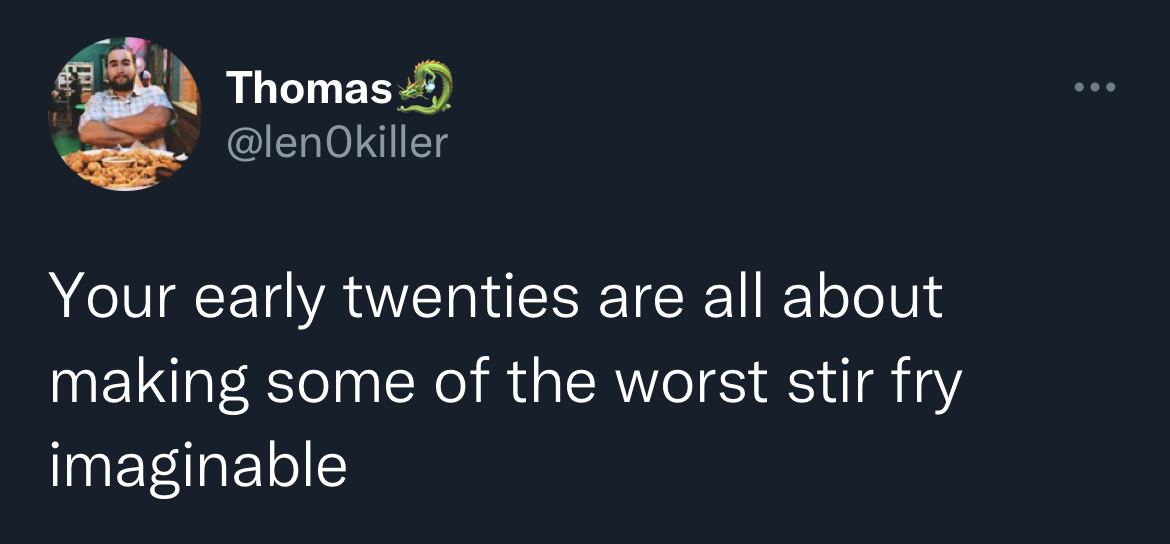 Thomas🐉
@len0killer
Your early twenties are all about
making some of the worst stir fry
imaginable